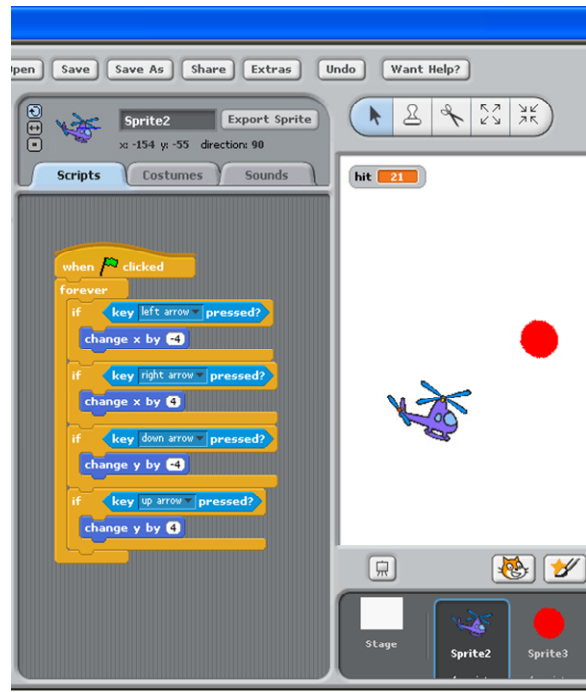 Open Save Save As Share Extras Undo Want Help?
Sprite2 Export Sprite
x: -154 y: -55 direction: 90
Scripts Costumes Sounds
hit 21
when clicked
forever
if key left arrow pressed?
change x by -4
if key right arrow pressed?
change x by 4
if key down arrow pressed?
change y by -4
if key up arrow pressed?
change y by 4
Stage
Sprite2 Sprite3